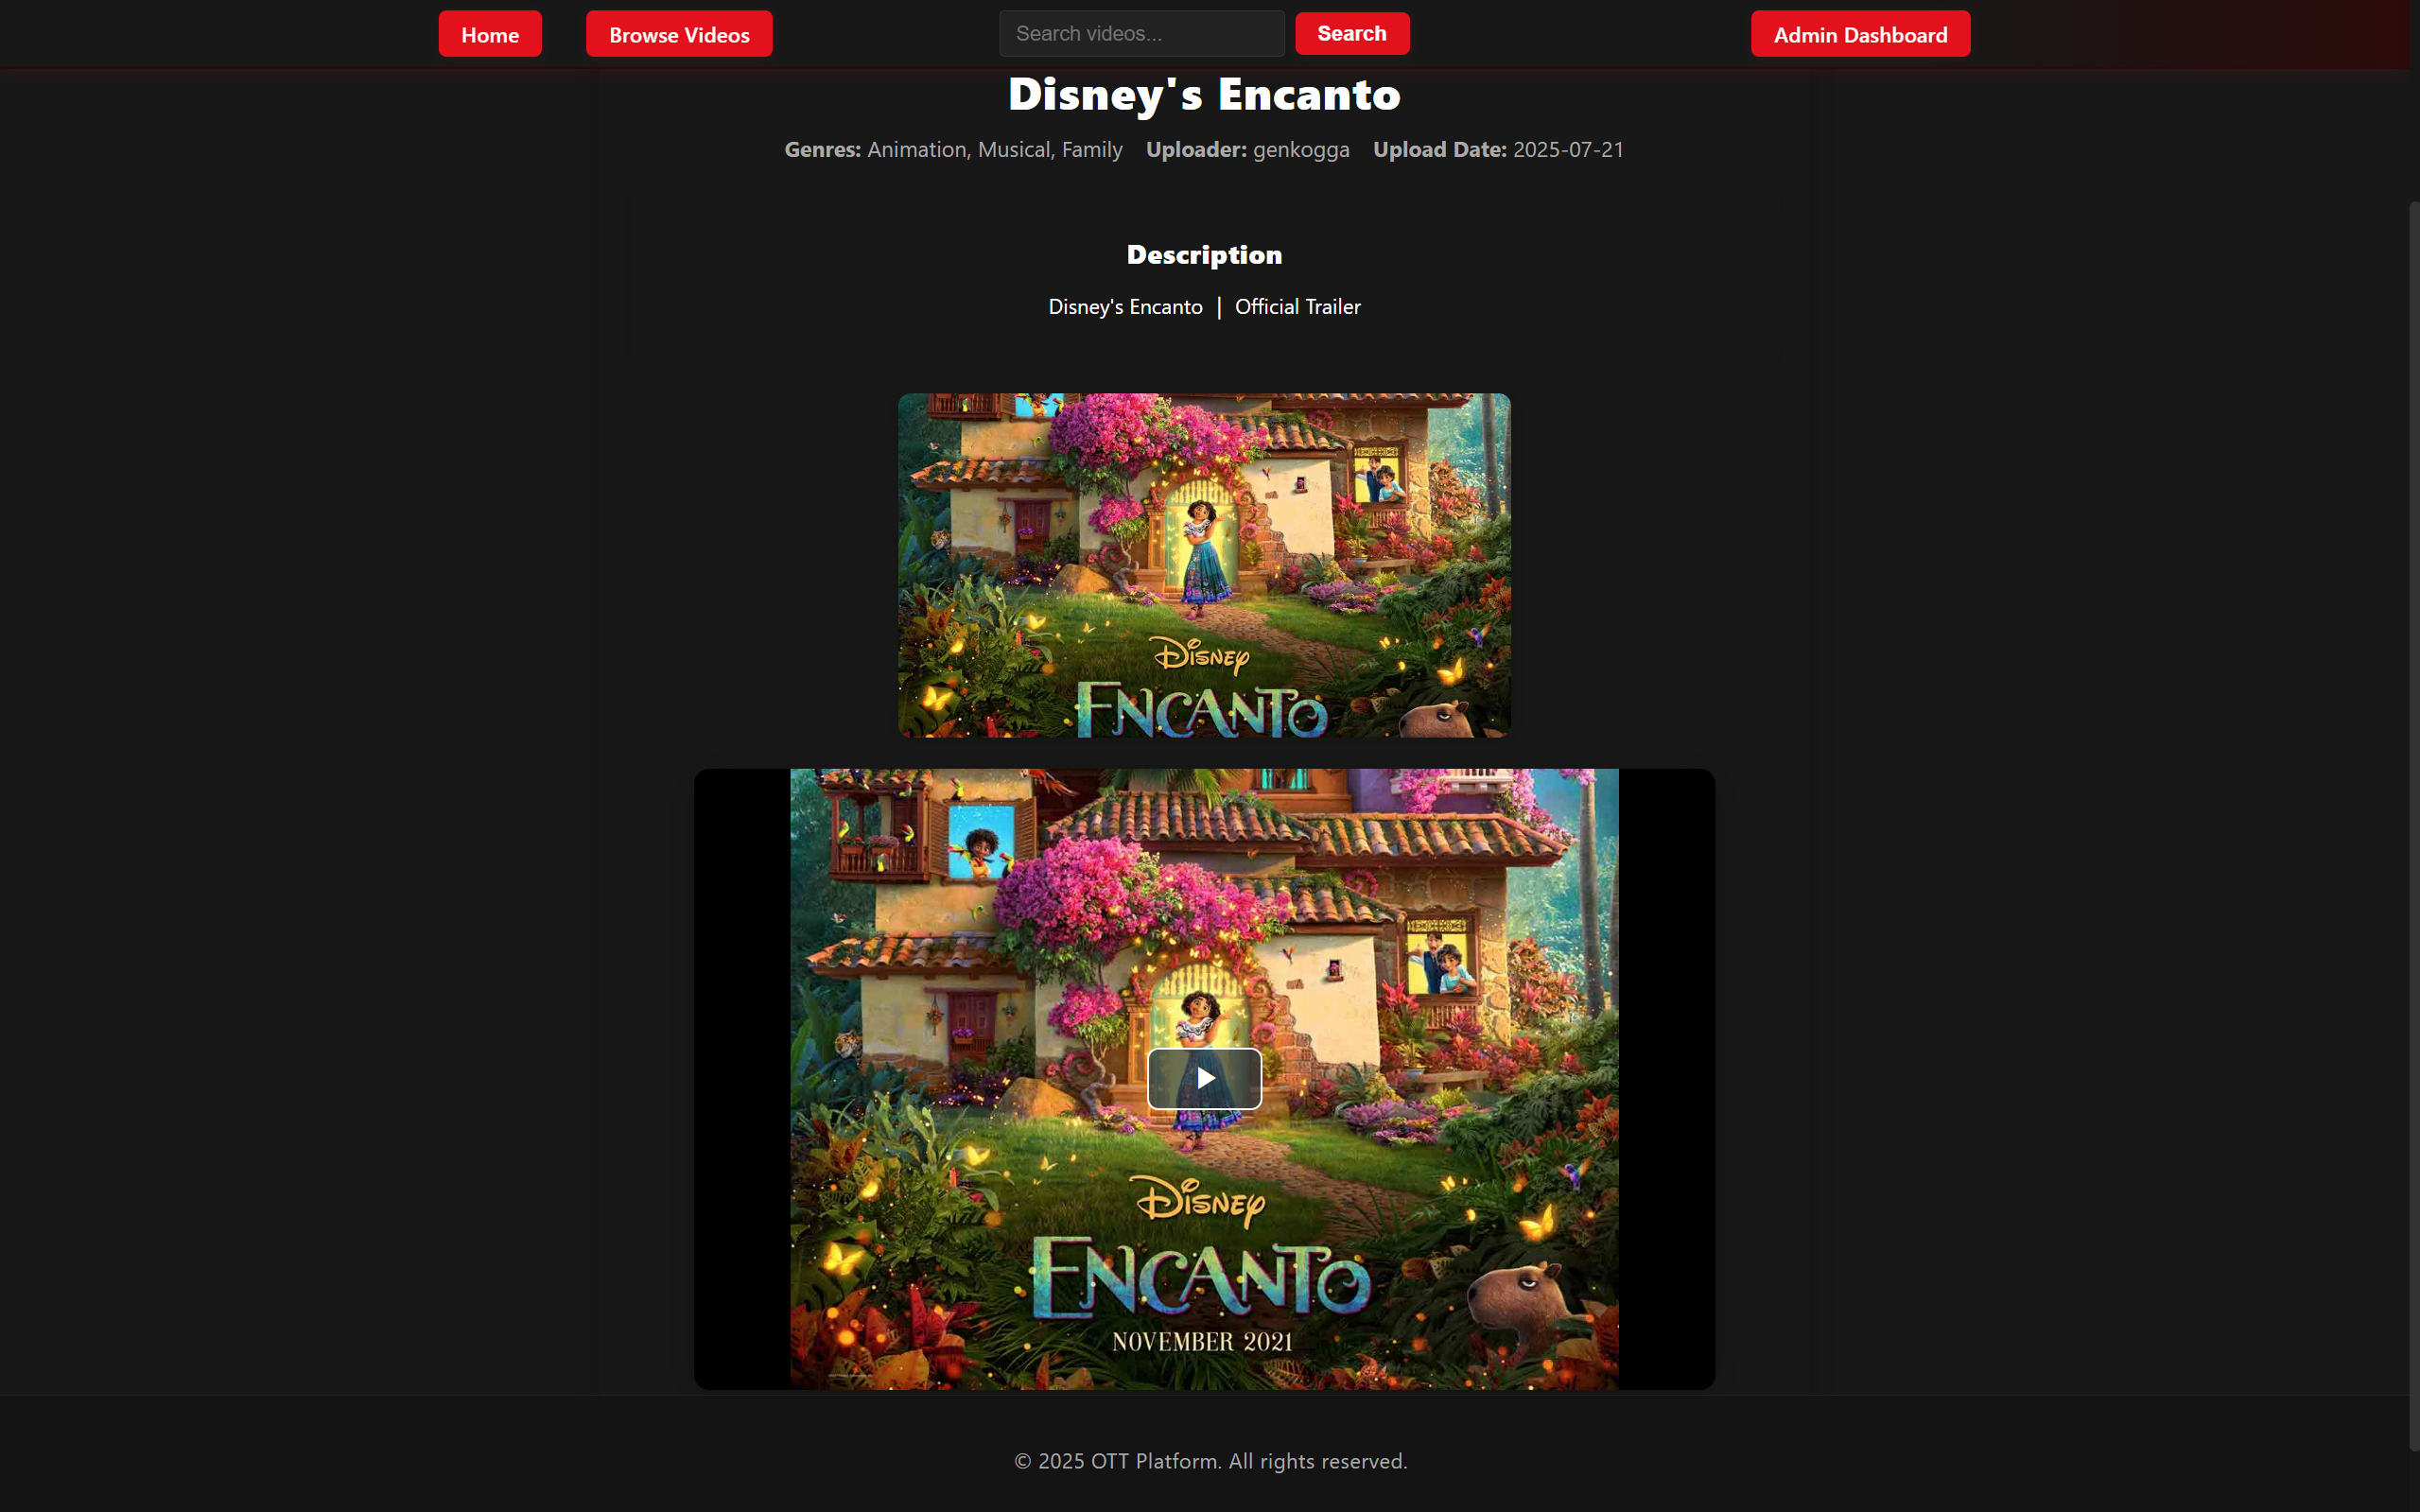 Home Browse Videos Search videos... Search Admin Dashboard
Disney's Encanto
Genres: Animation, Musical, Family Uploader: genkogga Upload Date: 2025-07-21
Description
Disney's Encanto | Official Trailer
Disney
ENCANTO
Disney
ENCANTO
NOVEMBER 2021
© 2025 OTT Platform. All rights reserved.